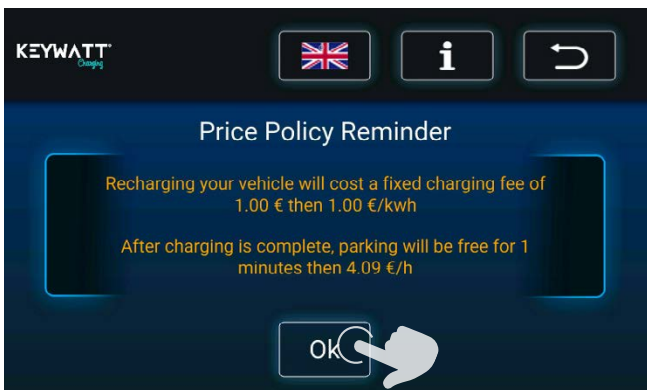 KEYWATT
Charging
i
Price Policy Reminder
Recharging your vehicle will cost a fixed charging fee of
1.00 € then 1.00 €/kwh
After charging is complete, parking will be free for 1
minutes then 4.09 €/h
Ok